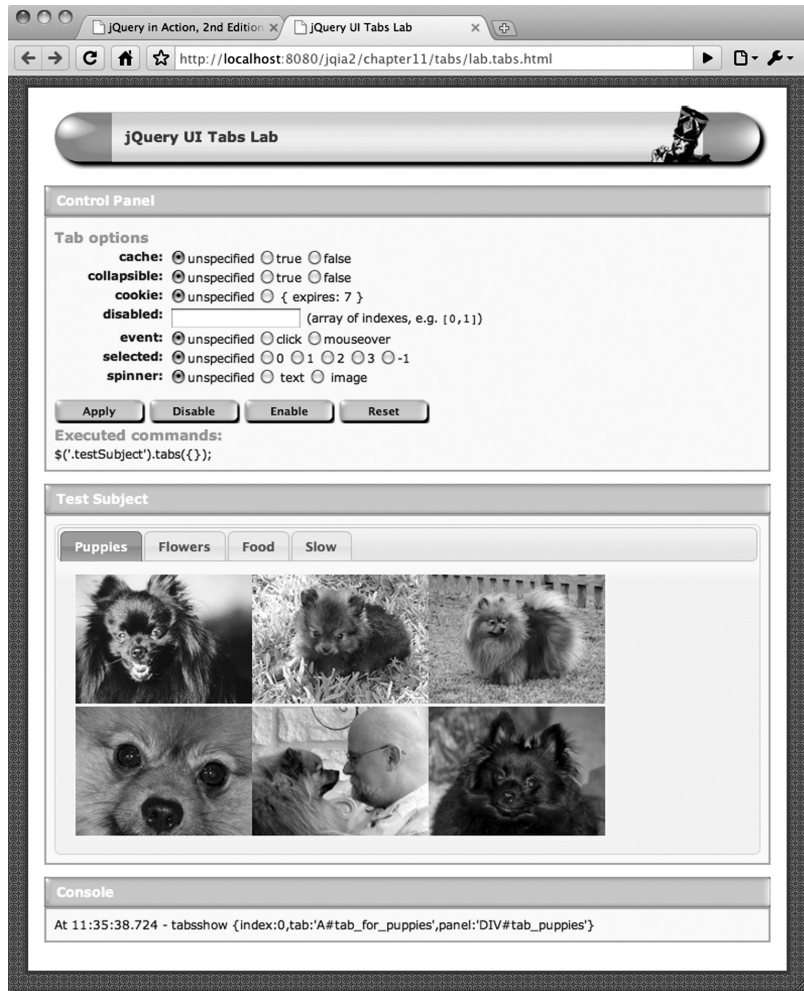 jQuery in Action, 2nd Edition
jQuery UI Tabs Lab
http://localhost:8080/jqia2/chapter11/tabs/lab.tabs.html
jQuery UI Tabs Lab
Control Panel
Tab options
cache: unspecified true false
collapsible: unspecified true false
cookie: unspecified { expires: 7 }
disabled: (array of indexes, e.g. [0,1])
event: unspecified click mouseover
selected: unspecified 0 1 2 3 -1
spinner: unspecified text image
Apply Disable Enable Reset
Executed commands:
$('.testSubject').tabs({});
Test Subject
Puppies Flowers Food Slow
Console
At 11:35:38.724 - tabsshow {index:0,tab:'A#tab_for_puppies',panel:'DIV#tab_puppies'}